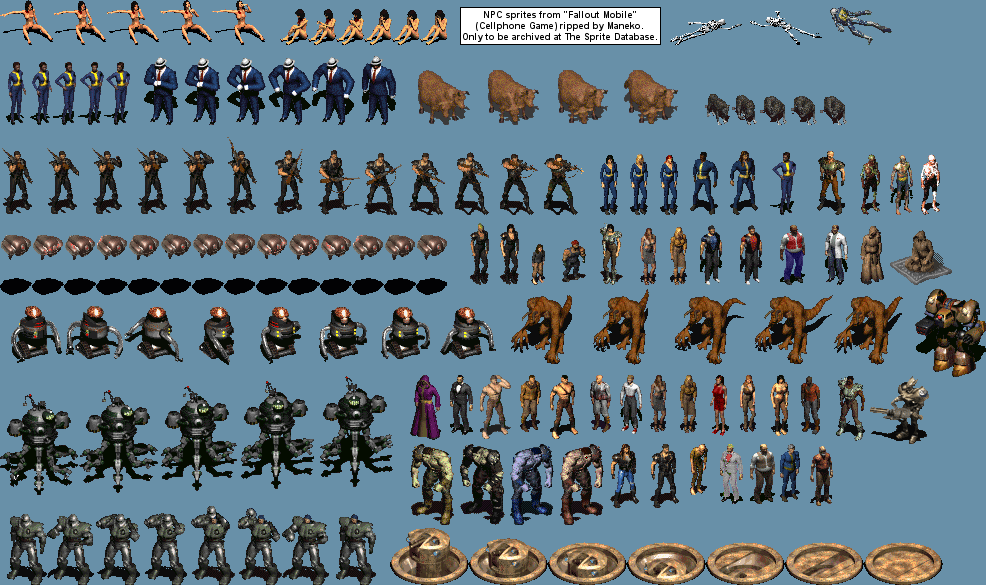 NPC sprites from "Fallout Mobile"
(Cellphone Game) ripped by Maneko.
Only to be archived at The Sprite Database.